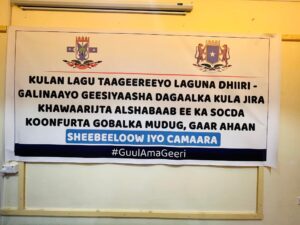 KULAN LAGU TAAGEEREEYO LAGUNA DHIIRI -
GALINAAYO GEESIYAASHA DAGAALKA KULA JIRA
KHAWAARIJTA ALSHABAAB EE KA SOCDA
KOONFURTA GOBALKA MUDUG, GAAR AHAAN
SHEEBEELOOW IYO CAMAARA
#GuulAmaGeeri